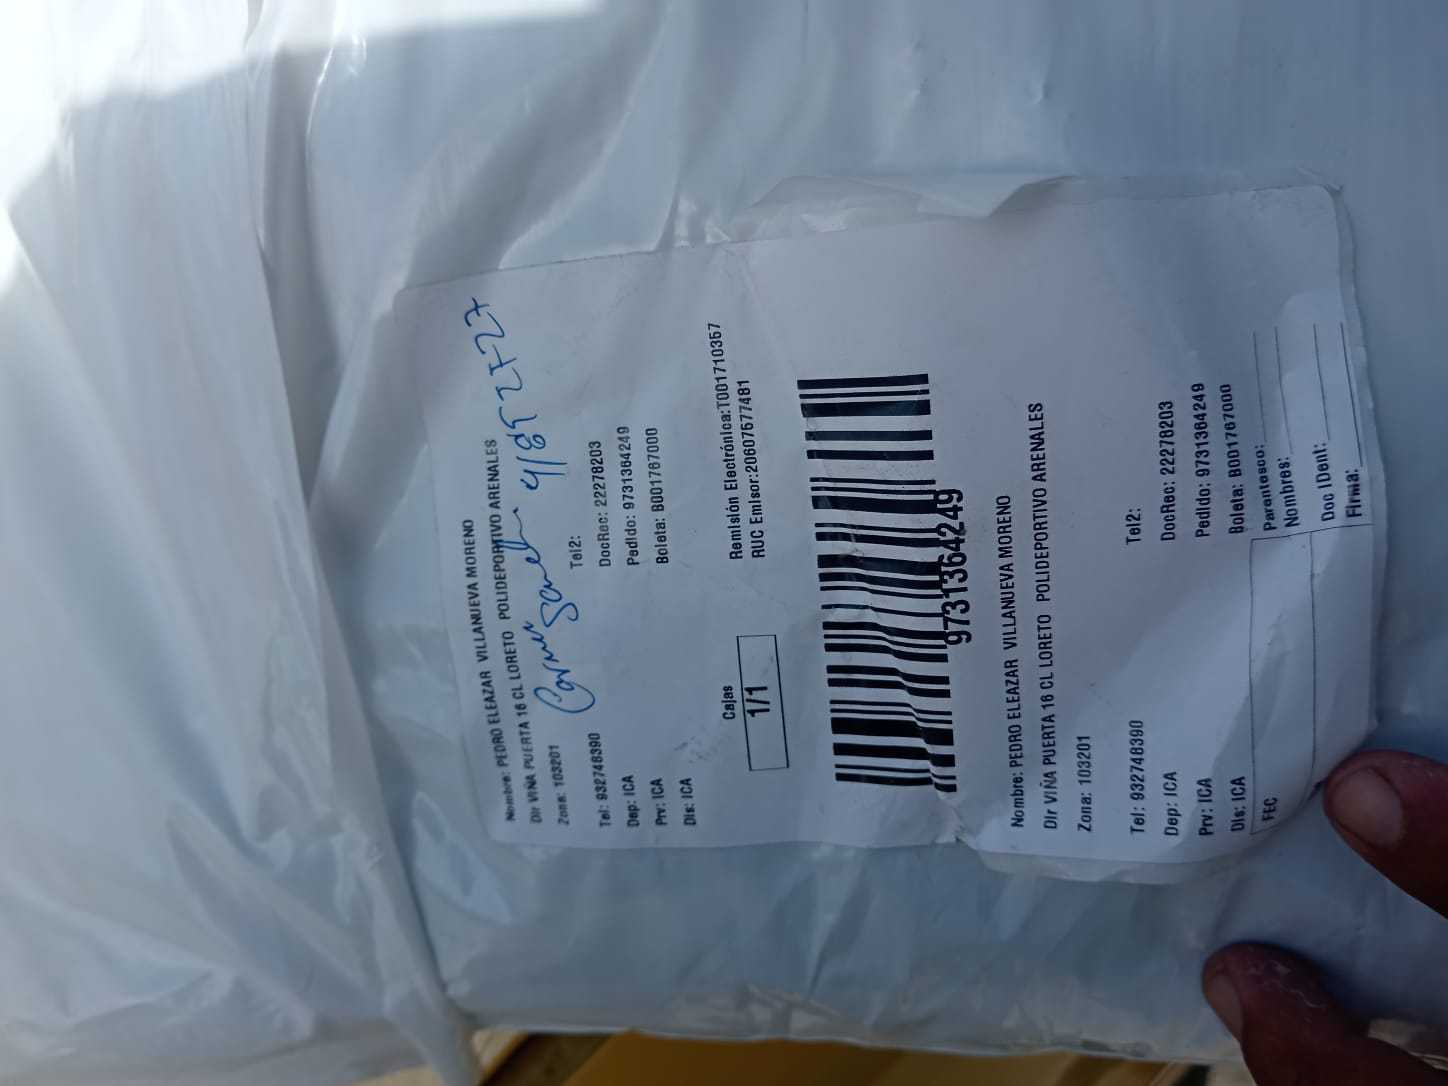 Nombre: PEDRO ELEAZAR VILLANUEVA MORENO
Dir VIÑA PUERTA 16 CL LORETO POLIDEPORTIVO ARENALES
Zona: 103201
Carmen
Tel: 932748390 Tel2:
Dep: ICA DocRec: 22278203
Prv: ICA Pedido: 9731364249
Dis: ICA Boleta: B001767000
Cajas
1/1
Remisión Electrónica:T001710357
RUC Emisor:20607577481
9731364249
Nombre: PEDRO ELEAZAR VILLANUEVA MORENO
Dir VIÑA PUERTA 16 CL LORETO POLIDEPORTIVO ARENALES
Zona: 103201
Tel: 932748390 Tel2:
Dep: ICA DocRec: 22278203
Prv: ICA Pedido: 9731364249
Dis: ICA Boleta: B001767000
FEC
Parentesco:
Nombres:
Doc IDent:
Firma: